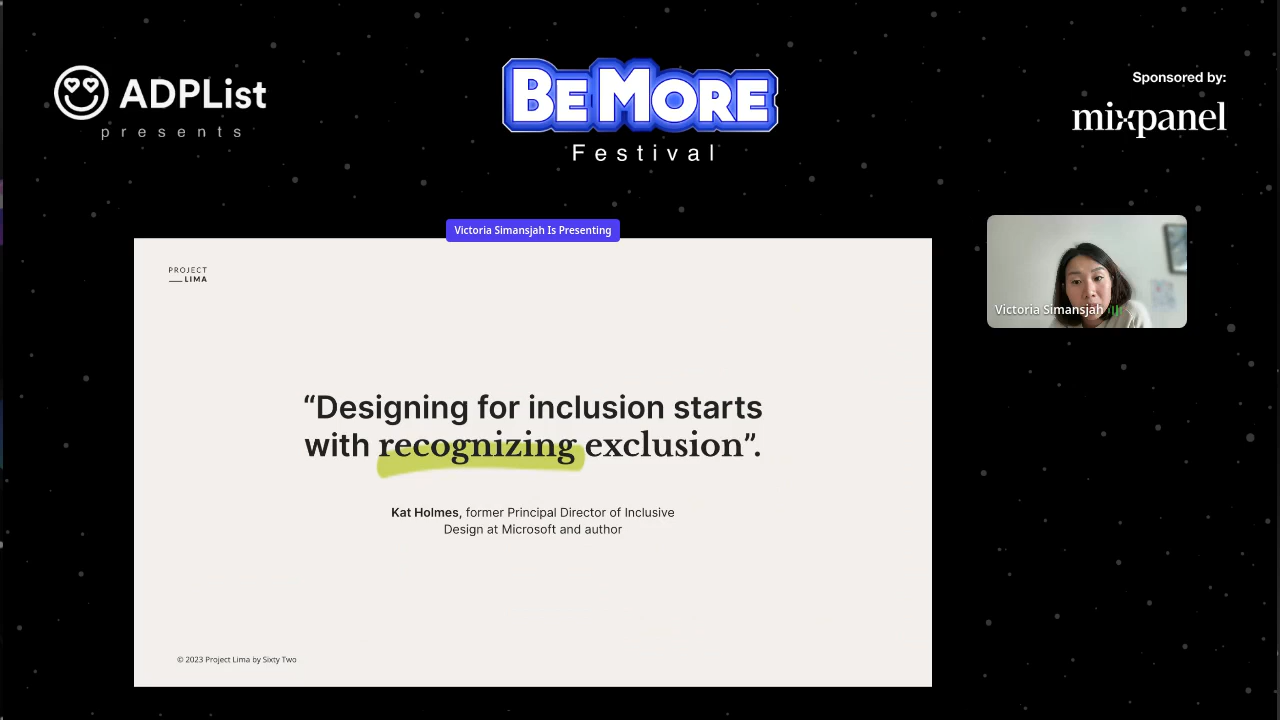 ADPList
presents
BE MORE
Festival
Sponsored by:
mixpanel
Victoria Simansjah Is Presenting
PROJECT
LIMA
Victoria Simansjah
“Designing for inclusion starts
with recognizing exclusion”.
Kat Holmes, former Principal Director of Inclusive
Design at Microsoft and author
© 2023 Project Lima by Sixty Two